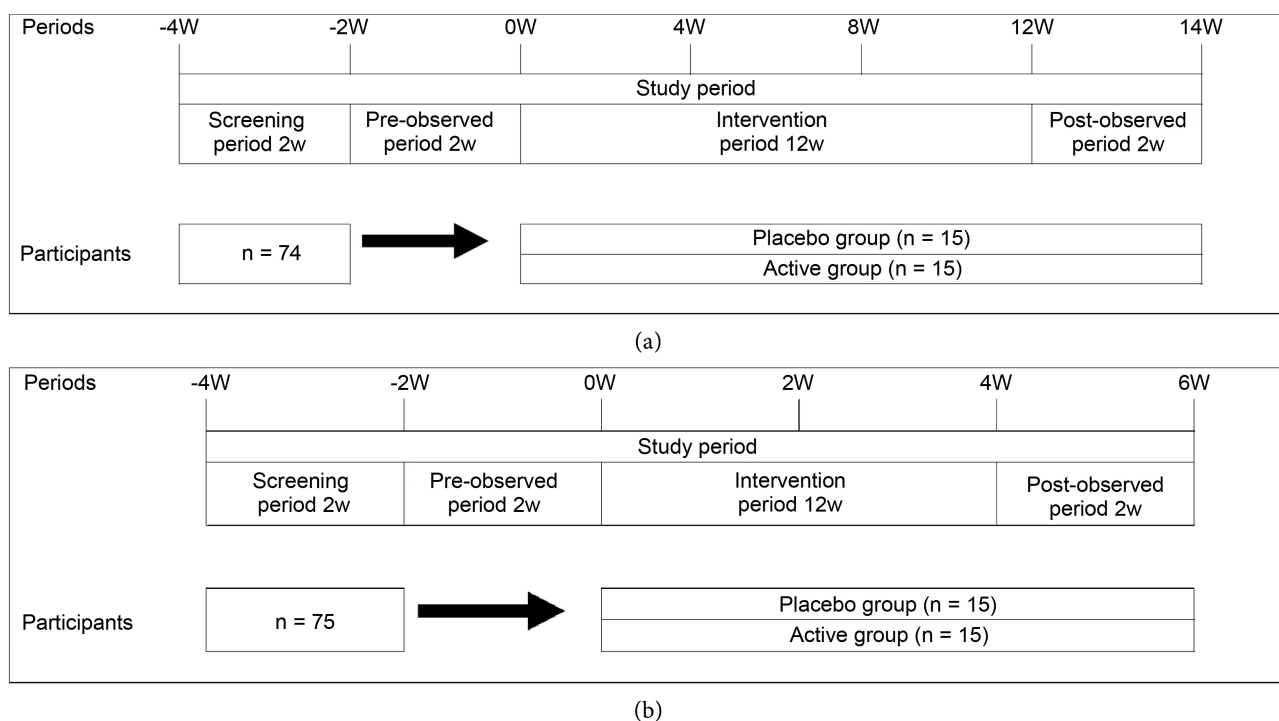 Periods -4W -2W 0W 4W 8W 12W 14W
Study period
Screening period 2w
Pre-observed period 2w
Intervention period 12w
Post-observed period 2w
Participants
n = 74
Placebo group (n = 15)
Active group (n = 15)
(a)
Periods -4W -2W 0W 2W 4W 6W
Study period
Screening period 2w
Pre-observed period 2w
Intervention period 12w
Post-observed period 2w
Participants
n = 75
Placebo group (n = 15)
Active group (n = 15)
(b)